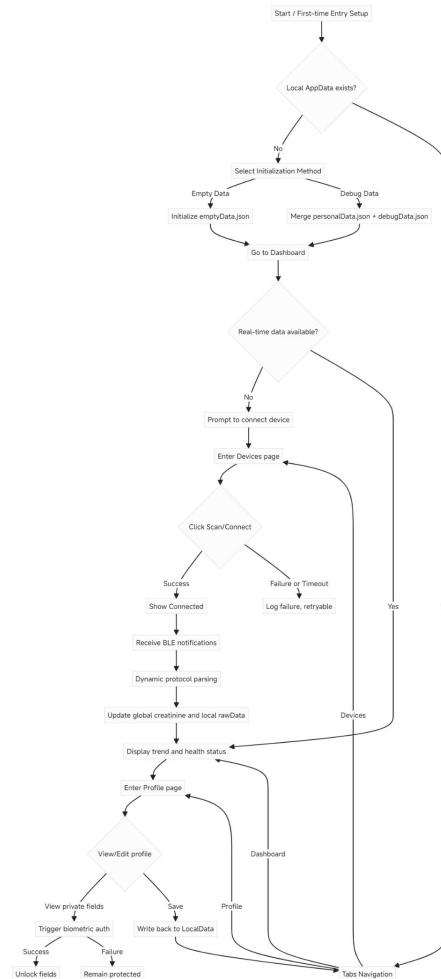 Start / First-time Entry Setup
Local AppData exists?
No
Select Initialization Method
Empty Data
Debug Data
Initialize emptyData.json
Merge personalData.json + debugData.json
Go to Dashboard
Real-time data available?
No
Prompt to connect device
Enter Devices page
Click Scan/Connect
Success
Failure or Timeout
Show Connected
Log failure, retryable
Yes
Receive BLE notifications
Dynamic protocol parsing
Update global creatinine and local rawData
Devices
Display trend and health status
Enter Profile page
View/Edit profile
Dashboard
View private fields
Save
Profile
Trigger biometric auth
Write back to LocalData
Success
Failure
Unlock fields
Remain protected
Tabs Navigation